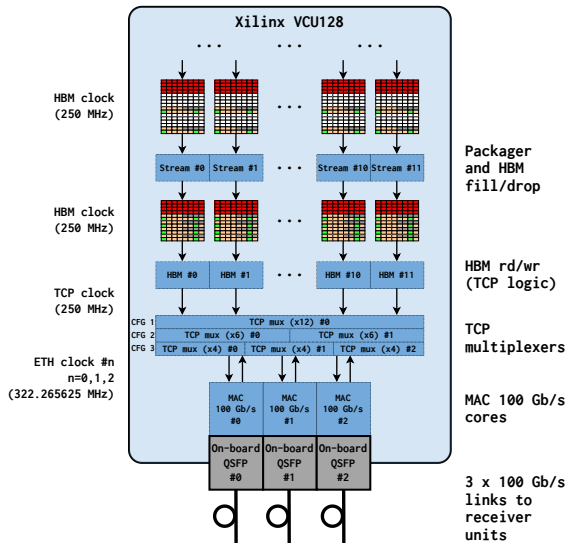 Xilinx VCU128
... ... ...
HBM clock
(250 MHz)
...
Stream #0 Stream #1 ... Stream #10 Stream #11
Packager
and HBM
fill/drop
HBM clock
(250 MHz)
...
HBM #0 HBM #1 ... HBM #10 HBM #11
HBM rd/wr
(TCP logic)
TCP clock
(250 MHz)
CFG 1 TCP mux (x12) #0
CFG 2 TCP mux (x6) #0 TCP mux (x6) #1
CFG 3 TCP mux (x4) #0 TCP mux (x4) #1 TCP mux (x4) #2
TCP
multiplexers
ETH clock #n
n=0,1,2
(322.265625 MHz)
MAC MAC MAC
100 Gb/s 100 Gb/s 100 Gb/s
#0 #1 #2
MAC 100 Gb/s
cores
On-board On-board On-board
QSFP QSFP QSFP
#0 #1 #2
3 x 100 Gb/s
links to
receiver
units